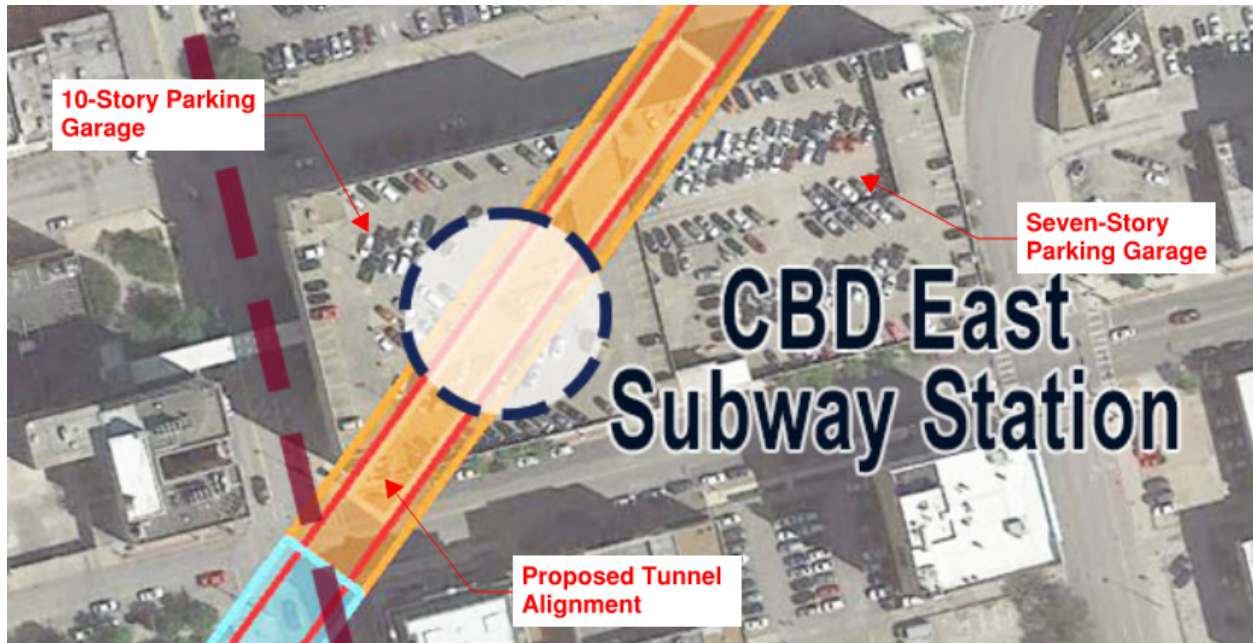 10-Story Parking
Garage
Seven-Story
Parking Garage
CBD East
Subway Station
Proposed Tunnel
Alignment